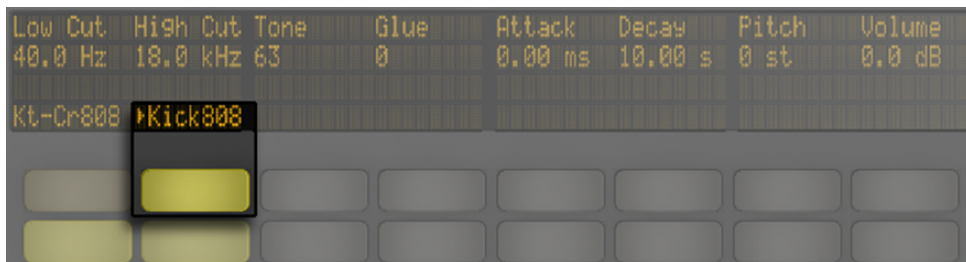 Low Cut High Cut Tone Glue Attack Decay Pitch Volume
40.0 Hz 18.0 kHz 63 0 0.00 ms 10.00 s 0 st 0.0 dB
Kt-Cr808 ▸Kick808